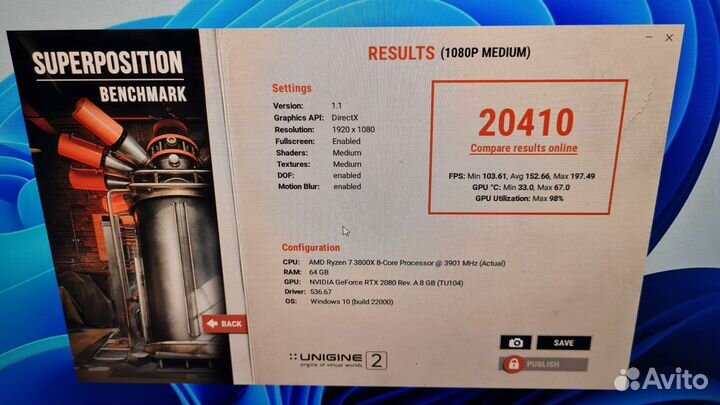 SUPERPOSITION
BENCHMARK
RESULTS (1080P MEDIUM)
Settings
Version: 1.1
Graphics API: DirectX
Resolution: 1920 x 1080
Fullscreen: Enabled
Shaders: Medium
Textures: Medium
DOF: enabled
Motion Blur: enabled
20410
Compare results online
FPS: Min 103.61, Avg 152.66, Max 197.49
GPU °C: Min 33.0, Max 67.0
GPU Utilization: Max 98%
Configuration
CPU: AMD Ryzen 7 3800X 8-Core Processor @ 3901 MHz (Actual)
RAM: 64 GB
GPU: NVIDIA GeForce RTX 2080 Rev. A 8 GB (TU104)
Driver: 536.67
OS: Windows 10 (build 22000)
BACK
SAVE
PUBLISH
UNIGINE 2
engine of virtual worlds
Avito